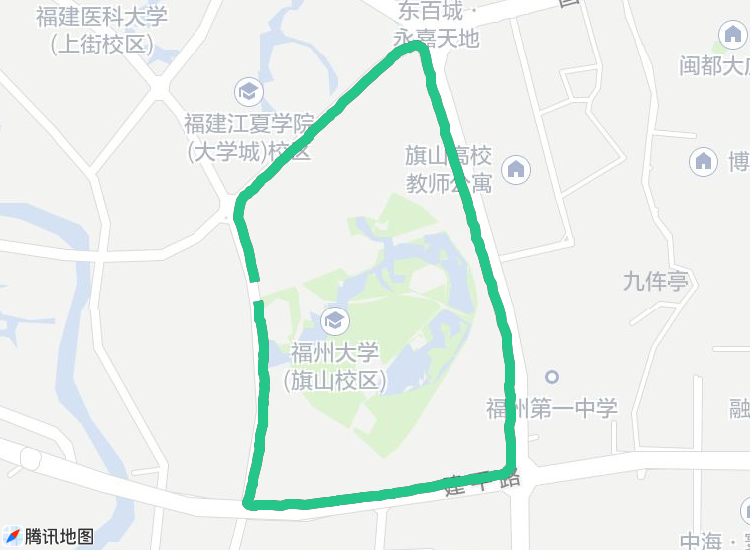 福建医科大学
(上街校区)
东百城·
永嘉天地
闽都大
福建江夏学院
(大学城)校区
旗山高校
教师公寓
博
九侔亭
福州大学
(旗山校区)
福州第一中学
融
建平路
腾讯地图
中海·